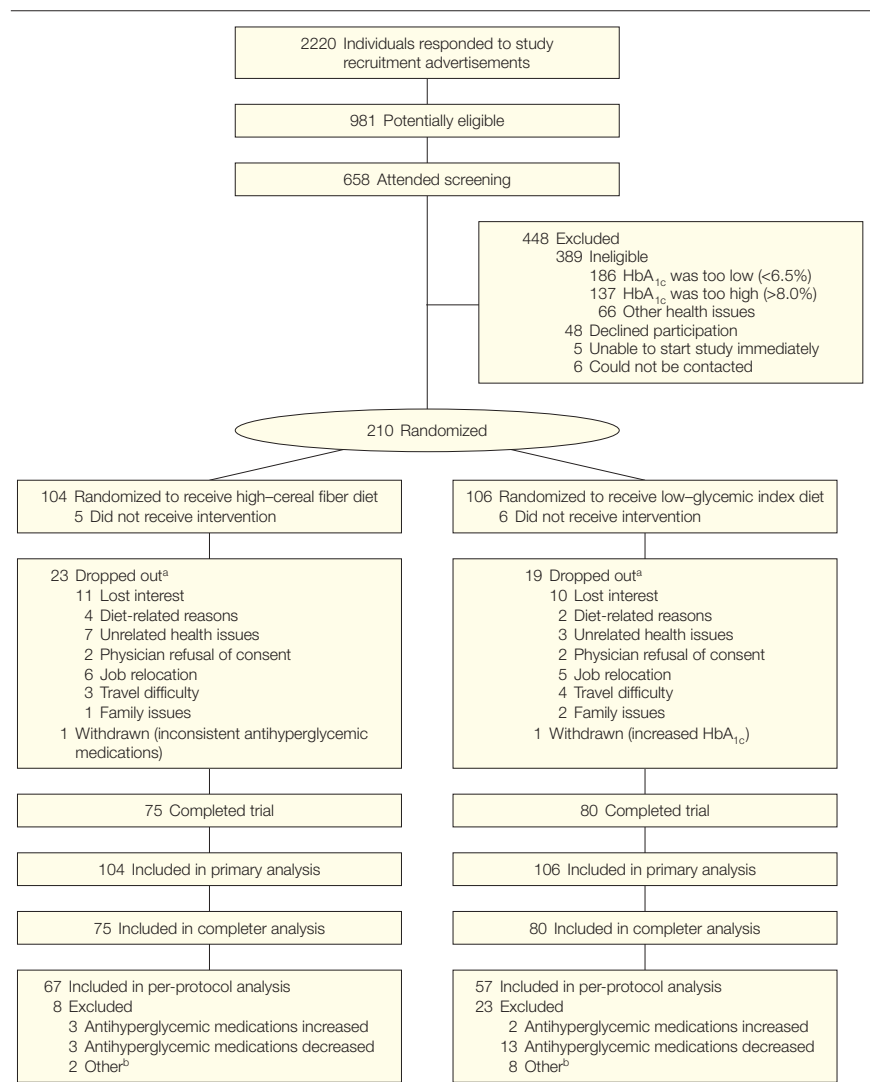 2220 Individuals responded to study
recruitment advertisements
981 Potentially eligible
658 Attended screening
448 Excluded
389 Ineligible
186 HbA1c was too low (<6.5%)
137 HbA1c was too high (>8.0%)
66 Other health issues
48 Declined participation
5 Unable to start study immediately
6 Could not be contacted
210 Randomized
104 Randomized to receive high–cereal fiber diet
5 Did not receive intervention
106 Randomized to receive low–glycemic index diet
6 Did not receive intervention
23 Dropped outa
11 Lost interest
4 Diet-related reasons
7 Unrelated health issues
2 Physician refusal of consent
6 Job relocation
3 Travel difficulty
1 Family issues
1 Withdrawn (inconsistent antihyperglycemic
medications)
19 Dropped outa
10 Lost interest
2 Diet-related reasons
3 Unrelated health issues
2 Physician refusal of consent
5 Job relocation
4 Travel difficulty
2 Family issues
1 Withdrawn (increased HbA1c)
75 Completed trial
80 Completed trial
104 Included in primary analysis
106 Included in primary analysis
75 Included in completer analysis
80 Included in completer analysis
67 Included in per-protocol analysis
8 Excluded
3 Antihyperglycemic medications increased
3 Antihyperglycemic medications decreased
2 Otherb
57 Included in per-protocol analysis
23 Excluded
2 Antihyperglycemic medications increased
13 Antihyperglycemic medications decreased
8 Otherb